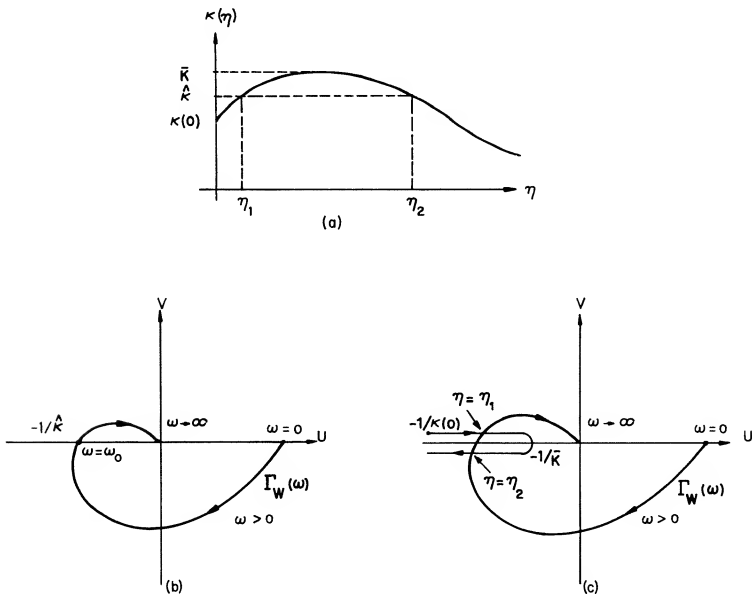 κ(η)
K̄
κ̂
κ(0)
η₁
η₂
η
(a)
V
-1/κ̂
ω→∞
ω=0
ω=ω₀
U
Γ_W(ω)
ω>0
(b)
V
η=η₁
-1/κ(0)
ω→∞
ω=0
U
-1/K̄
η=η₂
Γ_W(ω)
ω>0
(c)